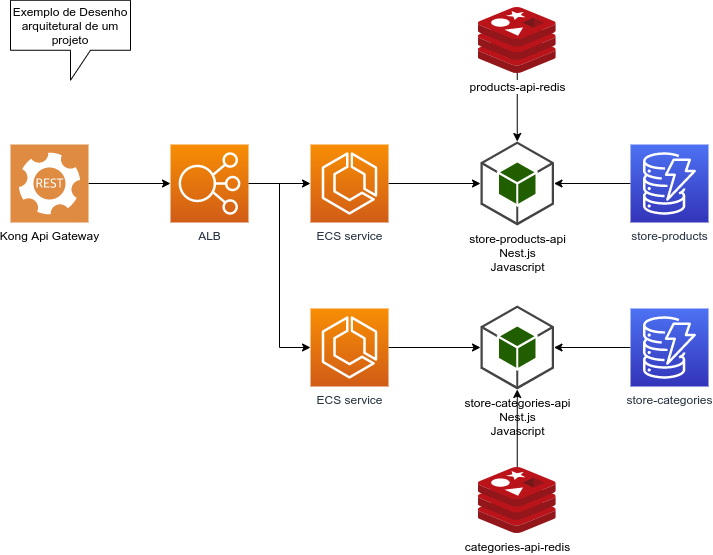 Exemplo de Desenho
arquitetural de um
projeto
products-api-redis
REST
Kong Api Gateway
ALB
ECS service
store-products-api
Nest.js
Javascript
store-products
ECS service
store-categories-api
Nest.js
Javascript
store-categories
categories-api-redis